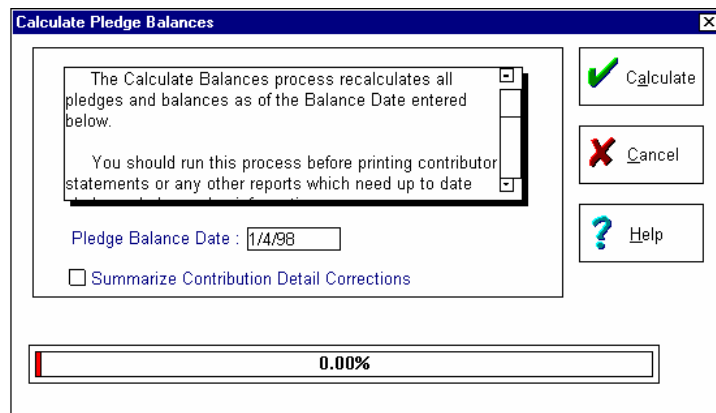 Calculate Pledge Balances
The Calculate Balances process recalculates all
pledges and balances as of the Balance Date entered
below.
You should run this process before printing contributor
statements or any other reports which need up to date
Pledge Balance Date : 1/4/98
Summarize Contribution Detail Corrections
Calculate
Cancel
Help
0.00%